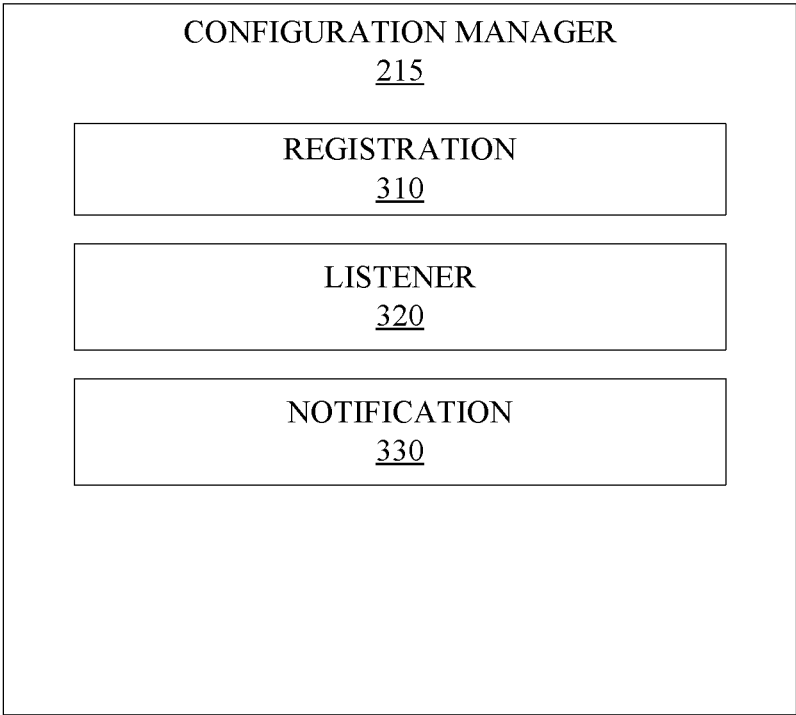 CONFIGURATION MANAGER
215
REGISTRATION
310
LISTENER
320
NOTIFICATION
330